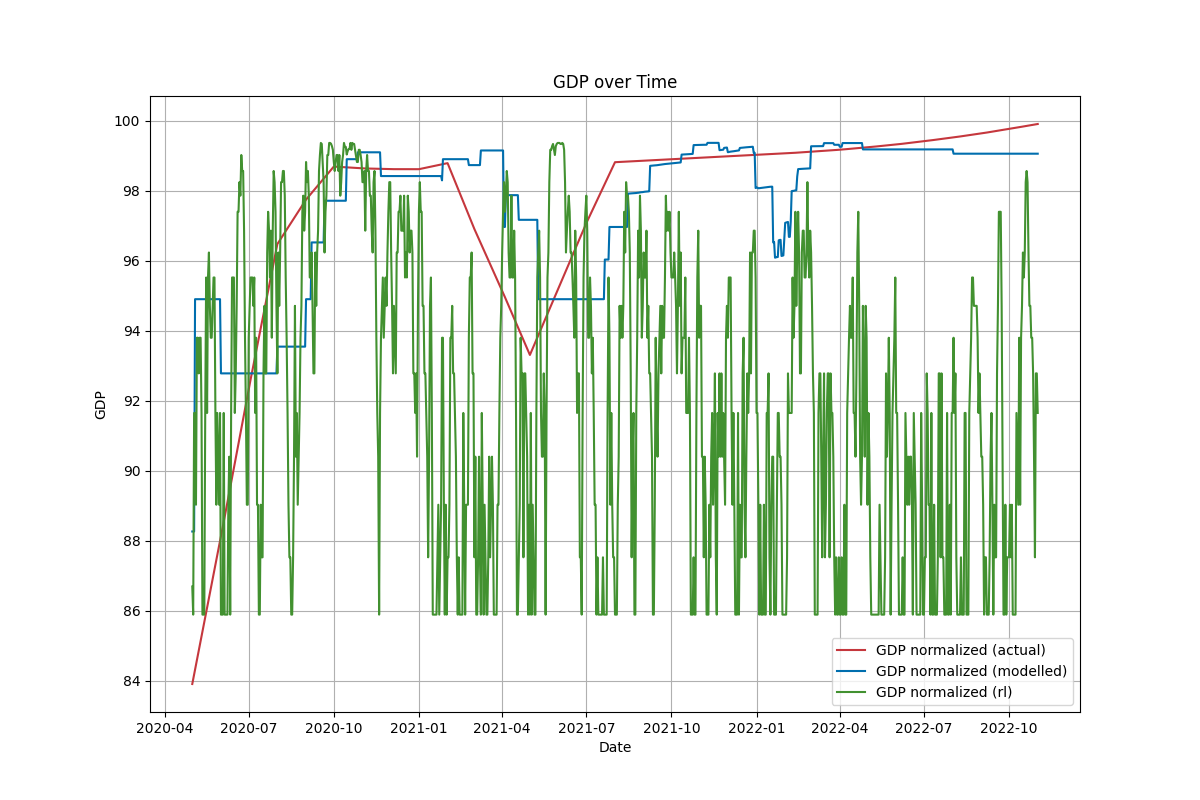 GDP over Time
GDP
100
98
96
94
92
90
88
86
84
GDP normalized (actual)
GDP normalized (modelled)
GDP normalized (rl)
2020-04 2020-07 2020-10 2021-01 2021-04 2021-07 2021-10 2022-01 2022-04 2022-07 2022-10
Date